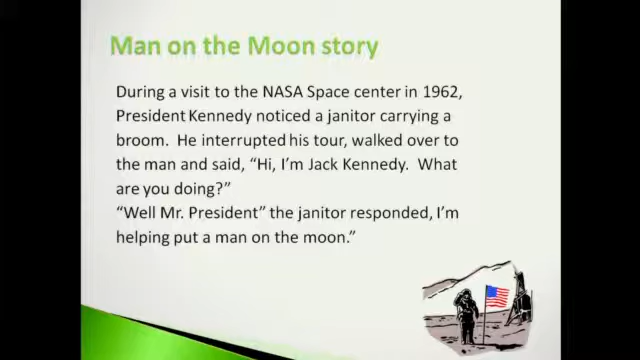 Man on the Moon story
During a visit to the NASA Space center in 1962,
President Kennedy noticed a janitor carrying a
broom.  He interrupted his tour, walked over to
the man and said, “Hi, I’m Jack Kennedy.  What
are you doing?”
“Well Mr. President” the janitor responded, I’m
helping put a man on the moon.”